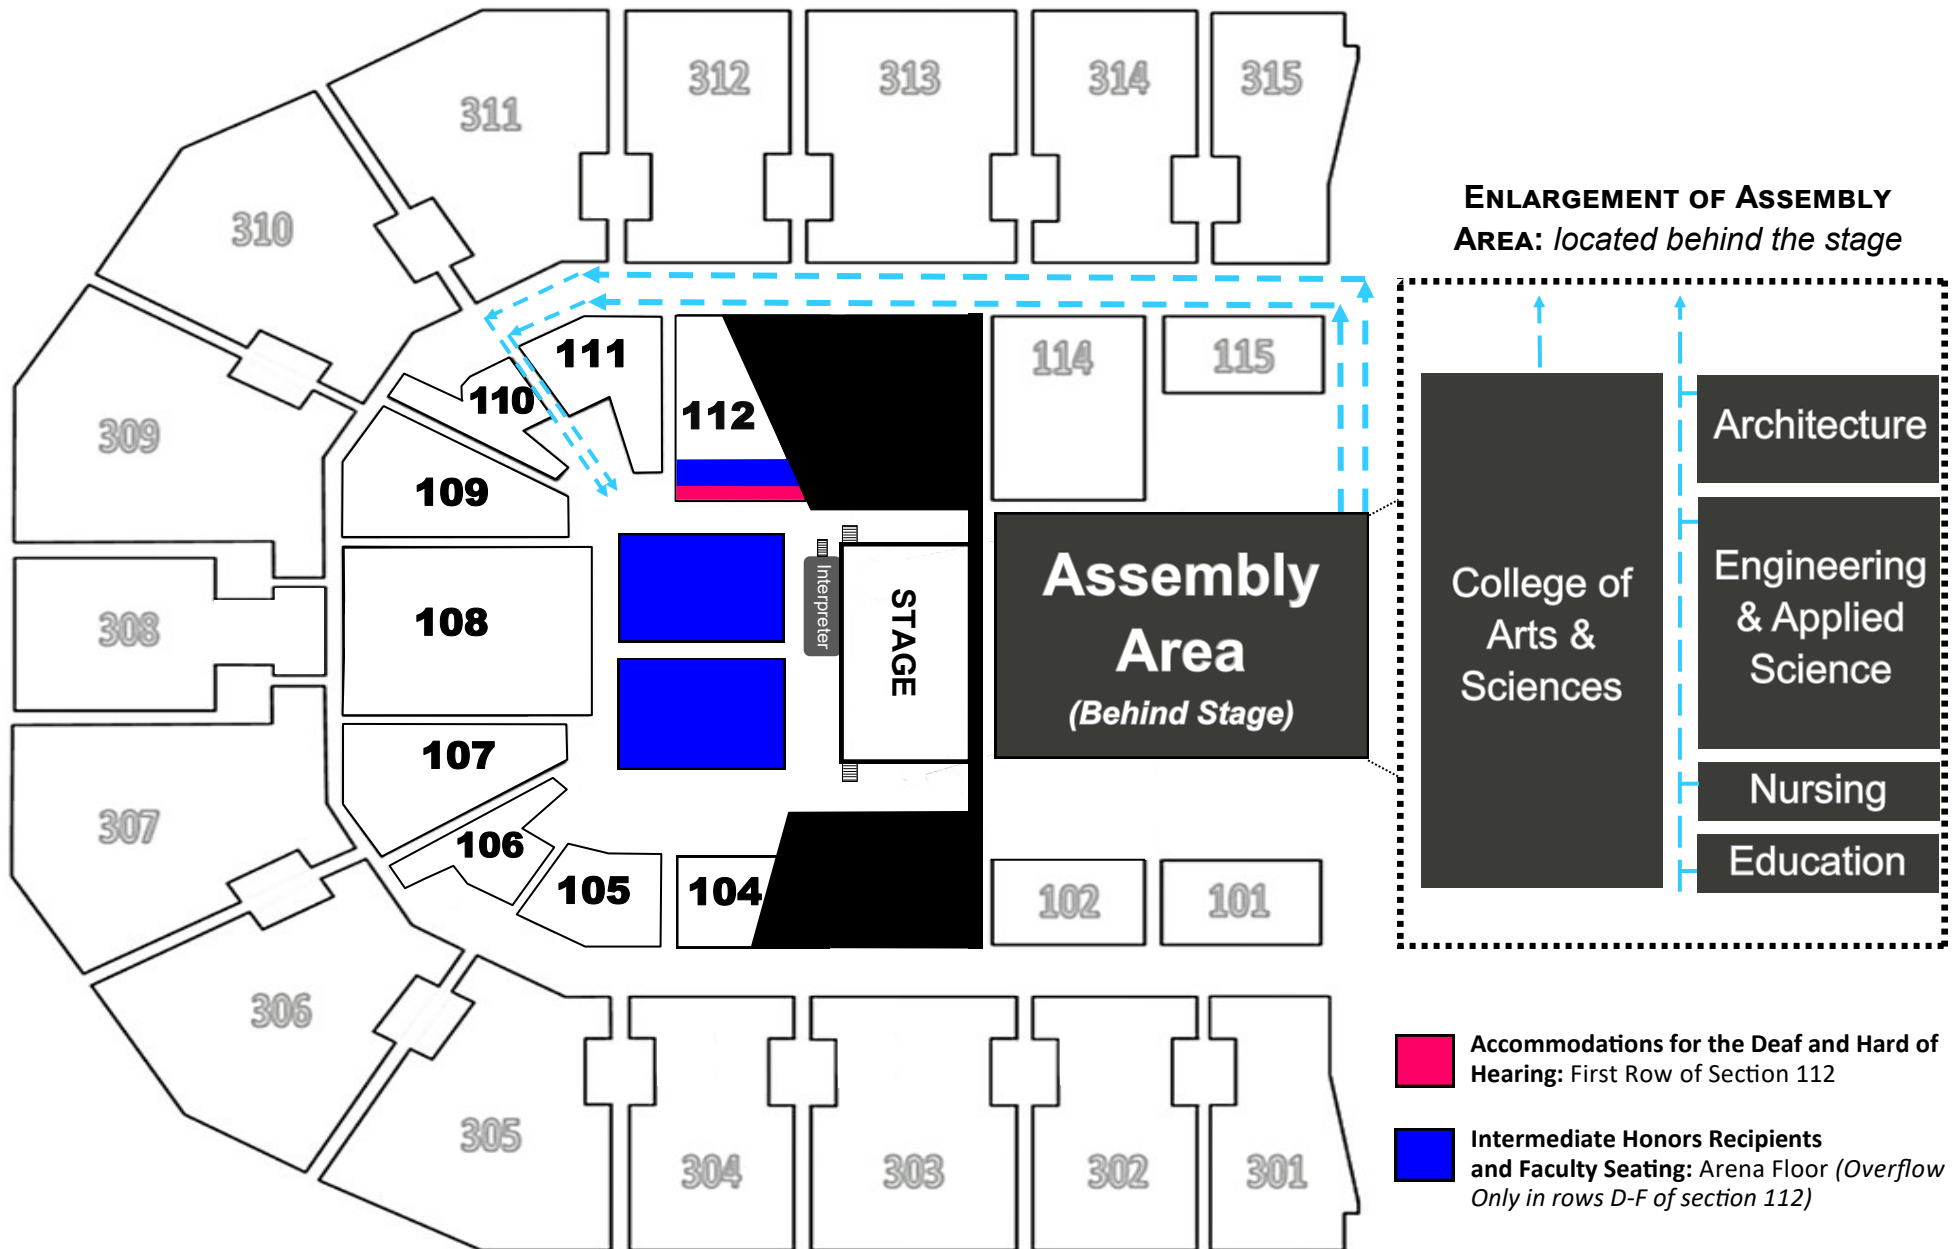 312
313
314
315
311
310
ENLARGEMENT OF ASSEMBLY
AREA: located behind the stage
111
114
115
110
112
309
109
Architecture
Assembly
Area
(Behind Stage)
Interpreter
STAGE
College of
Arts &
Sciences
Engineering
& Applied
Science
308
108
107
Nursing
307
106
105
104
102
101
Education
306
305
304
303
302
301
Accommodations for the Deaf and Hard of
Hearing: First Row of Section 112
Intermediate Honors Recipients
and Faculty Seating: Arena Floor (Overflow
Only in rows D-F of section 112)